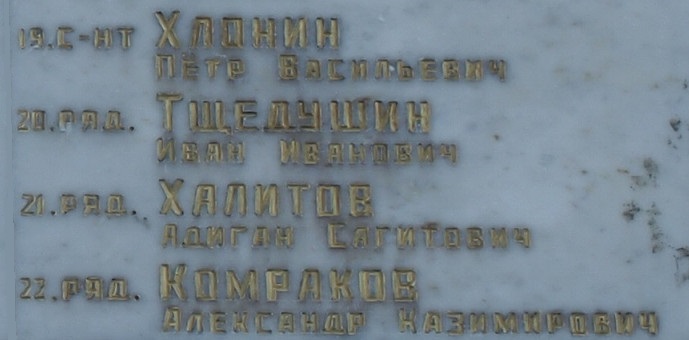 19. С-НТ ХЛОНИН
ПЁТР ВАСИЛЬЕВИЧ
20. РЯД. ТЩЕДУШИН
ИВАН ИВАНОВИЧ
21. РЯД. ХАЛИТОВ
АДИГАН САГИТОВИЧ
22. РЯД. КОМРАКОВ
АЛЕКСАНДР КАЗИМИРОВИЧ